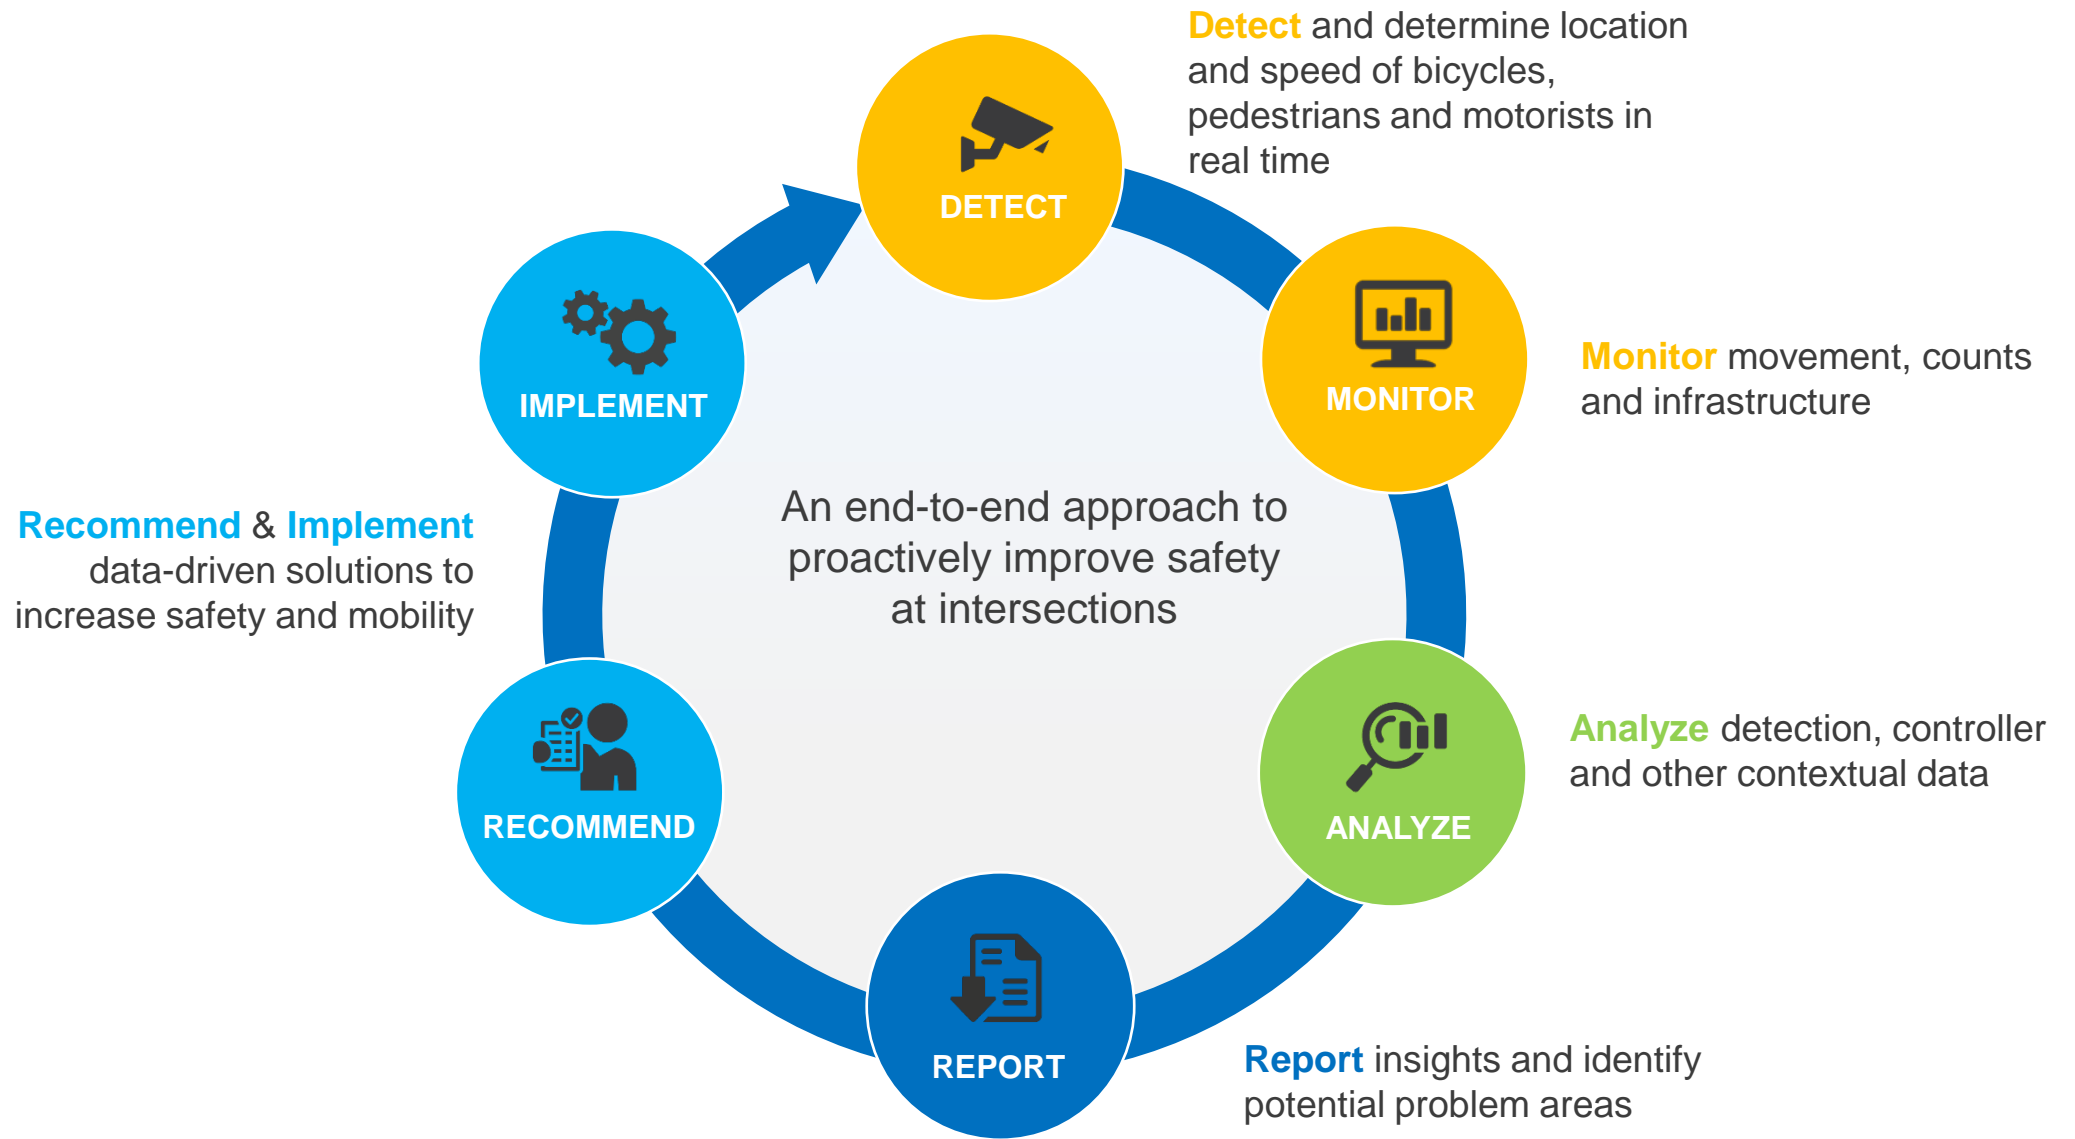 Detect and determine location
and speed of bicycles,
pedestrians and motorists in
real time
DETECT
MONITOR
Monitor movement, counts
and infrastructure
IMPLEMENT
An end-to-end approach to
proactively improve safety
at intersections
Recommend & Implement
data-driven solutions to
increase safety and mobility
ANALYZE
Analyze detection, controller
and other contextual data
RECOMMEND
REPORT
Report insights and identify
potential problem areas